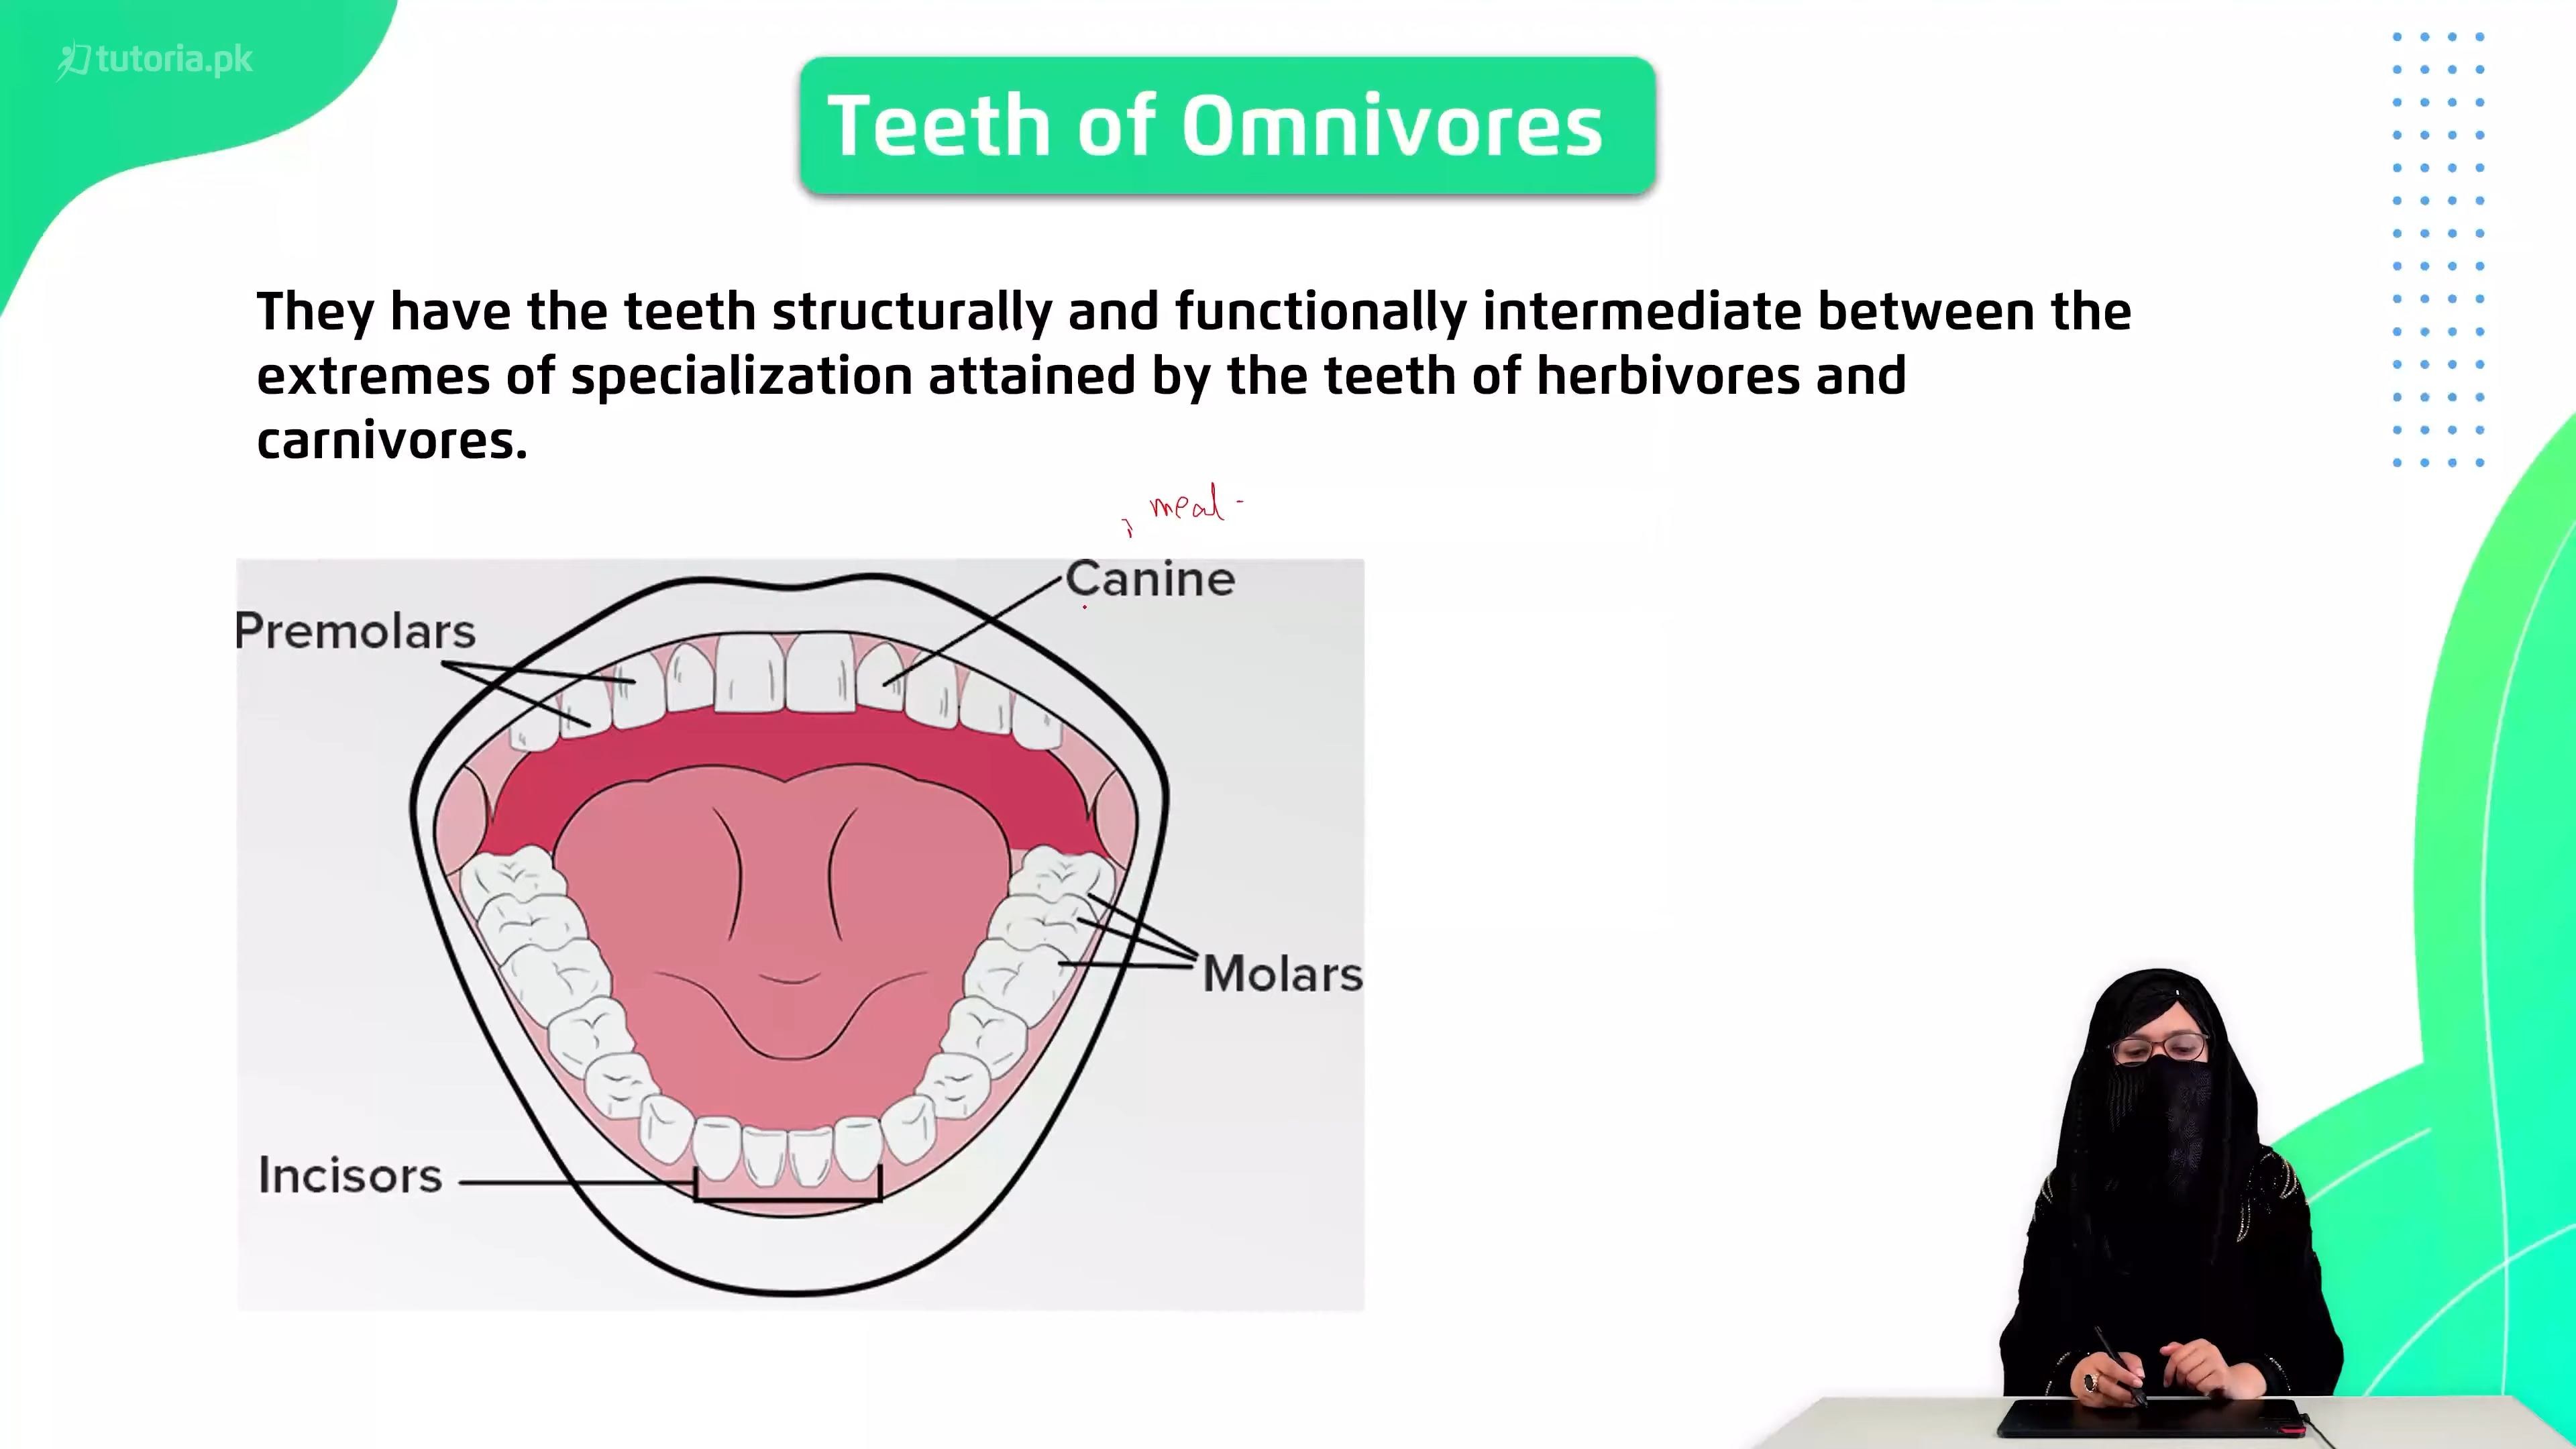 tutoria.pk
Teeth of Omnivores
They have the teeth structurally and functionally intermediate between the
extremes of specialization attained by the teeth of herbivores and
carnivores.
Canine
Premolars
Molars
Incisors